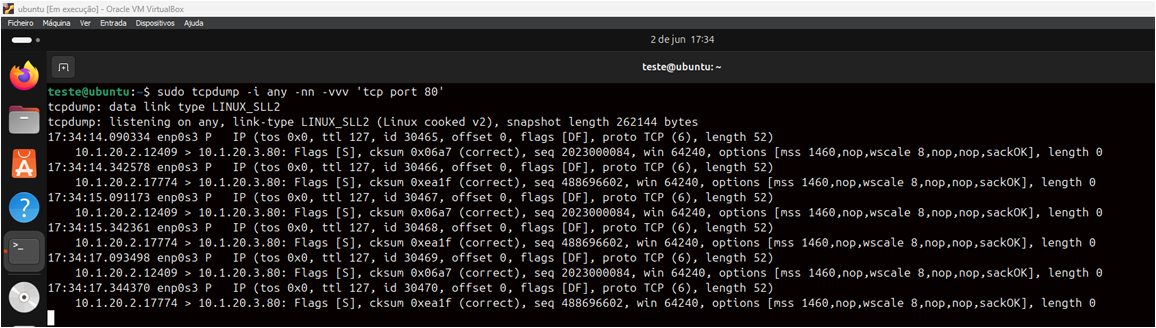 ubuntu [Em execução] - Oracle VM VirtualBox
Ficheiro Máquina Ver Entrada Dispositivos Ajuda
2 de jun 17:34
teste@ubuntu: ~
teste@ubuntu:~$ sudo tcpdump -i any -nn -vvv 'tcp port 80'
tcpdump: data link type LINUX_SLL2
tcpdump: listening on any, link-type LINUX_SLL2 (Linux cooked v2), snapshot length 262144 bytes
17:34:14.090334 enp0s3 P   IP (tos 0x0, ttl 127, id 30465, offset 0, flags [DF], proto TCP (6), length 52)
    10.1.20.2.12409 > 10.1.20.3.80: Flags [S], cksum 0x06a7 (correct), seq 2023000084, win 64240, options [mss 1460,nop,wscale 8,nop,nop,sackOK], length 0
17:34:14.342578 enp0s3 P   IP (tos 0x0, ttl 127, id 30466, offset 0, flags [DF], proto TCP (6), length 52)
    10.1.20.2.17774 > 10.1.20.3.80: Flags [S], cksum 0xea1f (correct), seq 488696602, win 64240, options [mss 1460,nop,wscale 8,nop,nop,sackOK], length 0
17:34:15.091173 enp0s3 P   IP (tos 0x0, ttl 127, id 30467, offset 0, flags [DF], proto TCP (6), length 52)
    10.1.20.2.12409 > 10.1.20.3.80: Flags [S], cksum 0x06a7 (correct), seq 2023000084, win 64240, options [mss 1460,nop,wscale 8,nop,nop,sackOK], length 0
17:34:15.342361 enp0s3 P   IP (tos 0x0, ttl 127, id 30468, offset 0, flags [DF], proto TCP (6), length 52)
    10.1.20.2.17774 > 10.1.20.3.80: Flags [S], cksum 0xea1f (correct), seq 488696602, win 64240, options [mss 1460,nop,wscale 8,nop,nop,sackOK], length 0
17:34:17.093498 enp0s3 P   IP (tos 0x0, ttl 127, id 30469, offset 0, flags [DF], proto TCP (6), length 52)
    10.1.20.2.12409 > 10.1.20.3.80: Flags [S], cksum 0x06a7 (correct), seq 2023000084, win 64240, options [mss 1460,nop,wscale 8,nop,nop,sackOK], length 0
17:34:17.344370 enp0s3 P   IP (tos 0x0, ttl 127, id 30470, offset 0, flags [DF], proto TCP (6), length 52)
    10.1.20.2.17774 > 10.1.20.3.80: Flags [S], cksum 0xea1f (correct), seq 488696602, win 64240, options [mss 1460,nop,wscale 8,nop,nop,sackOK], length 0